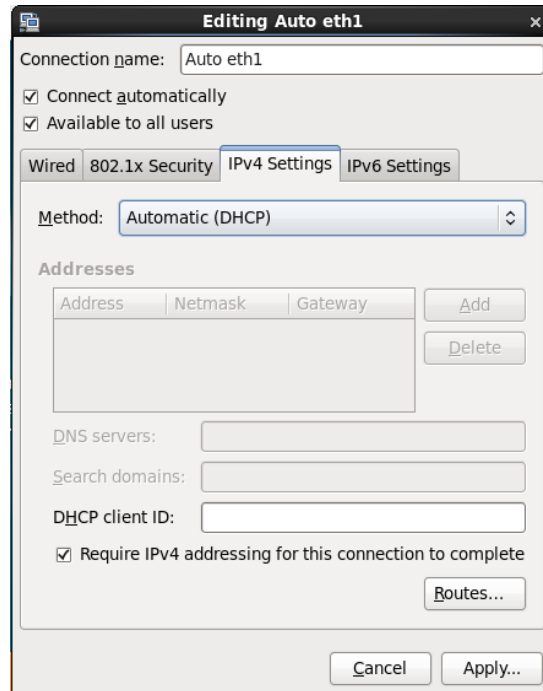 Editing Auto eth1
Connection name: Auto eth1
Connect automatically
Available to all users
Wired 802.1x Security IPv4 Settings IPv6 Settings
Method: Automatic (DHCP)
Addresses
Address Netmask Gateway Add
Delete
DNS servers:
Search domains:
DHCP client ID:
Require IPv4 addressing for this connection to complete
Routes...
Cancel Apply...